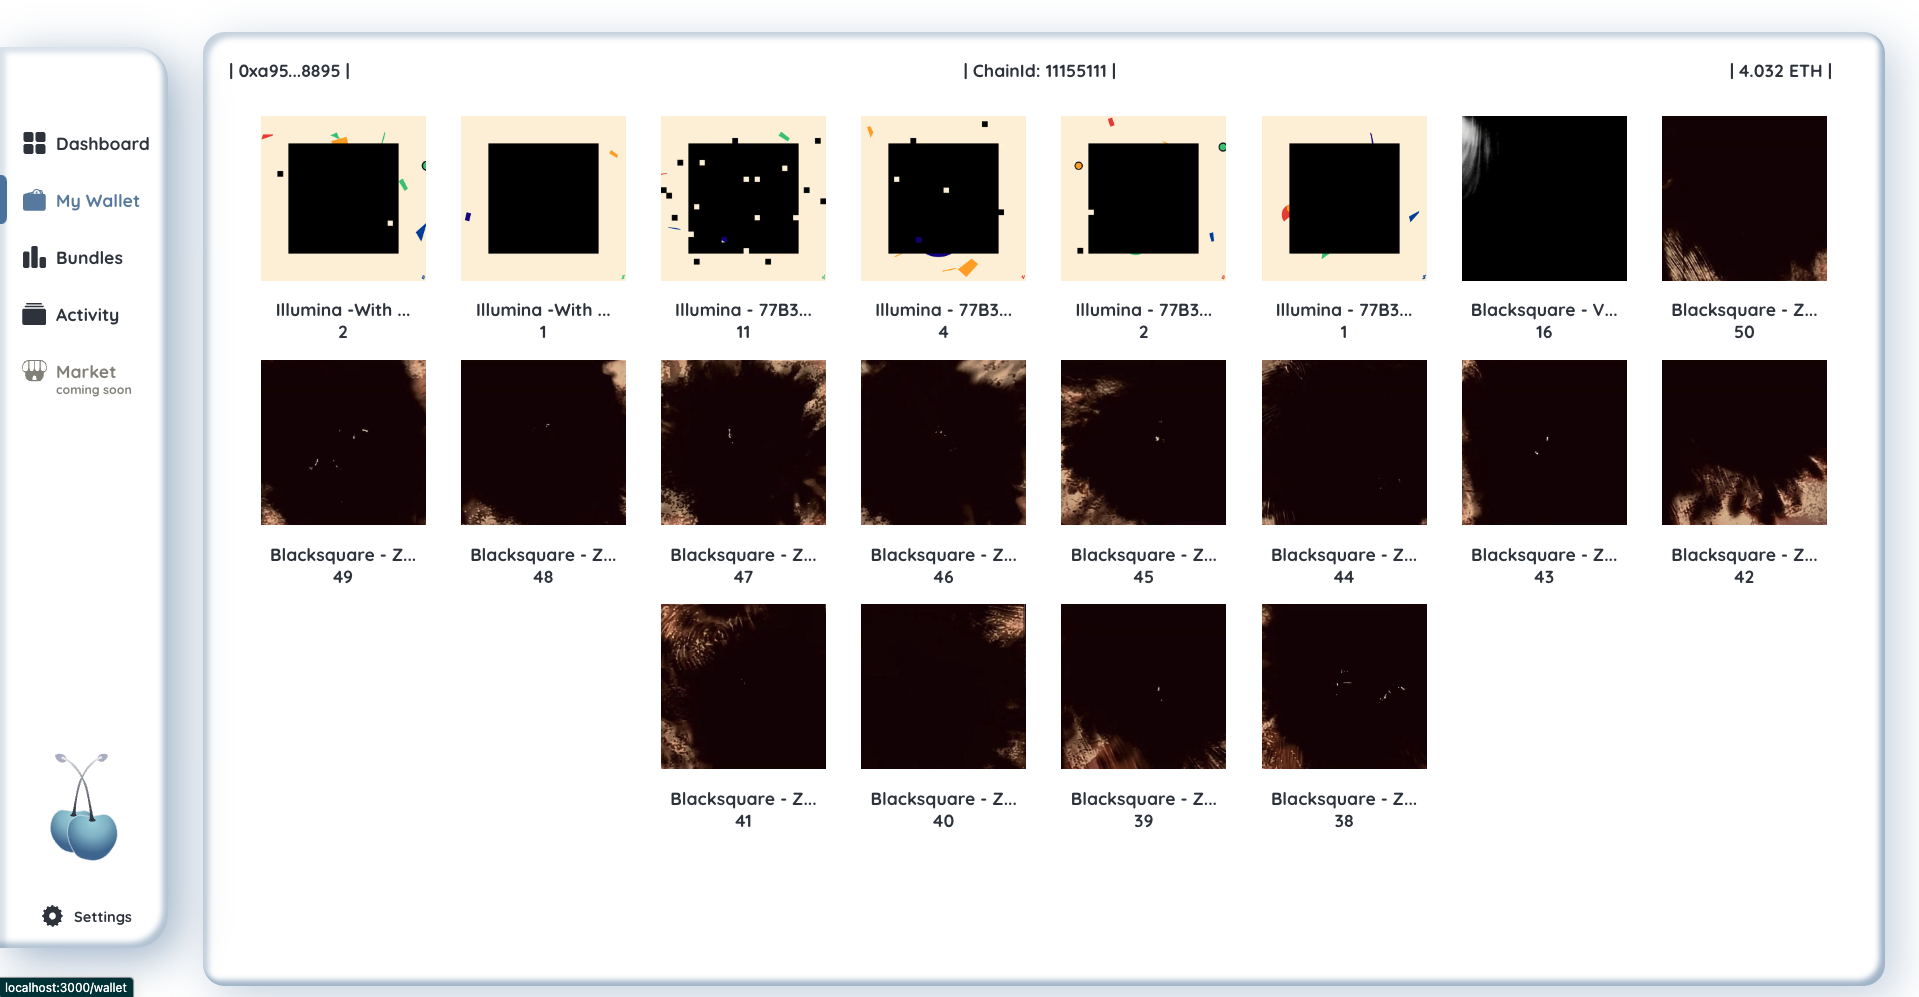 | 0xa95...8895 |
| ChainId: 11155111 |
| 4.032 ETH |
Dashboard
My Wallet
Bundles
Activity
Market
coming soon
Settings
Illumina -With ...
2
Illumina -With ...
1
Illumina - 77B3...
11
Illumina - 77B3...
4
Illumina - 77B3...
2
Illumina - 77B3...
1
Blacksquare - V...
16
Blacksquare - Z...
50
Blacksquare - Z...
49
Blacksquare - Z...
48
Blacksquare - Z...
47
Blacksquare - Z...
46
Blacksquare - Z...
45
Blacksquare - Z...
44
Blacksquare - Z...
43
Blacksquare - Z...
42
Blacksquare - Z...
41
Blacksquare - Z...
40
Blacksquare - Z...
39
Blacksquare - Z...
38
localhost:3000/wallet